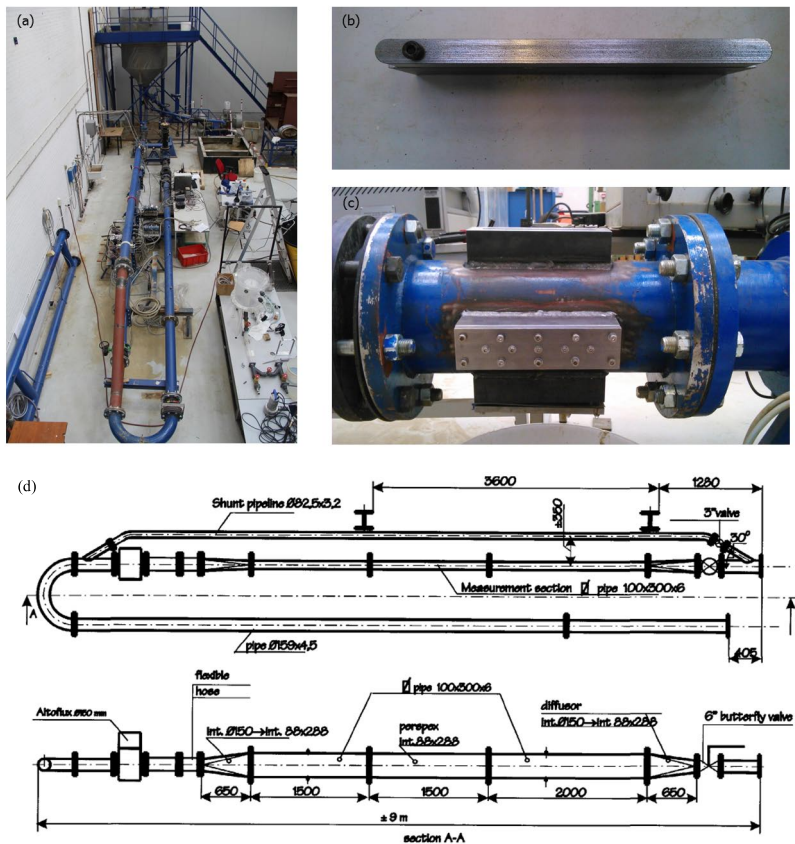 (a)
(b)
(c)
(d)
3600
1280
Shunt pipeline Ø82,5x3,2
±350
3"valve
30°
Measurement section pipe 100x300x6
A
pipe Ø159x4,5
405
flexible
hose
pipe 100x300x6
diffusor
int.Ø150→int. 88x288
6" butterfly valve
Altoflux Ø150 mm
int. Ø150→int. 88x288
perspex
int.88x288
650
1500
1500
2000
650
± 9 m
section A-A